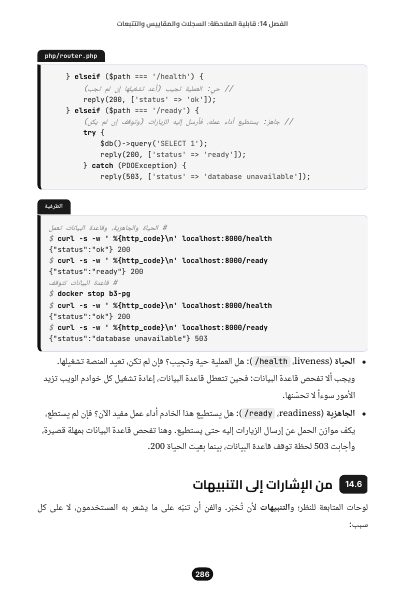 الفصل 14: قابلية الملاحظة: السجلات والمقاييس والتتبعات
php/router.php
} elseif ($path === '/health') {
// حي: العملية تجيب (أعد تشغيلها إن لم تجب)
reply(200, ['status' => 'ok']);
} elseif ($path === '/ready') {
// جاهز: يستطيع أداء عمله، فأرسل إليه الزيارات (وتوقف إن لم يكن)
try {
$db()->query('SELECT 1');
reply(200, ['status' => 'ready']);
} catch (PDOException) {
reply(503, ['status' => 'database unavailable']);
الطرفية
# الحياة والجاهزية، وقاعدة البيانات تعمل
$ curl -s -w ' %{http_code}\n' localhost:8000/health
{"status":"ok"} 200
$ curl -s -w ' %{http_code}\n' localhost:8000/ready
{"status":"ready"} 200
# قاعدة البيانات تتوقف
$ docker stop b3-pg
$ curl -s -w ' %{http_code}\n' localhost:8000/health
{"status":"ok"} 200
$ curl -s -w ' %{http_code}\n' localhost:8000/ready
{"status":"database unavailable"} 503
• الحياة (liveness، /health): هل العملية حية وتجيب؟ فإن لم تكن، تعيد المنصة تشغيلها.
ويجب ألا تفحص قاعدة البيانات: فحين تتعطل قاعدة البيانات، إعادة تشغيل كل خوادم الويب تزيد
الأمور سوءاً لا تحسّنها.
• الجاهزية (readiness، /ready): هل يستطيع هذا الخادم أداء عمل مفيد الآن؟ فإن لم يستطع،
يكف موازن الحمل عن إرسال الزيارات إليه حتى يستطيع. وهنا تفحص قاعدة البيانات بمهلة قصيرة،
وأجابت 503 لحظة توقف قاعدة البيانات، بينما بقيت الحياة 200.
14.6 من الإشارات إلى التنبيهات
لوحات المتابعة للنظر؛ والتنبيهات لأن تُخبَر. والفن أن تنبّه على ما يشعر به المستخدمون، لا على كل
سبب:
286